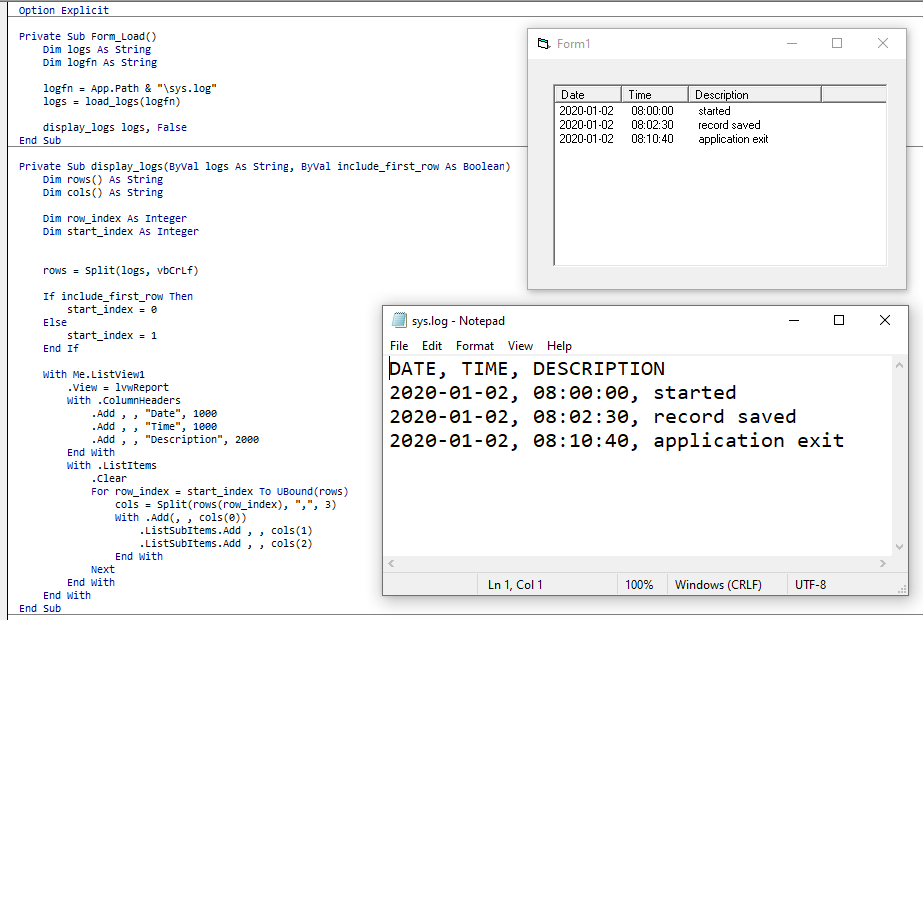 Option Explicit
Private Sub Form_Load()
    Dim logs As String
    Dim logfn As String
    logfn = App.Path & "\sys.log"
    logs = load_logs(logfn)
    display_logs logs, False
End Sub
Private Sub display_logs(ByVal logs As String, ByVal include_first_row As Boolean)
    Dim rows() As String
    Dim cols() As String
    Dim row_index As Integer
    Dim start_index As Integer
    rows = Split(logs, vbCrLf)
    If include_first_row Then
        start_index = 0
    Else
        start_index = 1
    End If
    With Me.ListView1
        .View = lvwReport
        With .ColumnHeaders
            .Add , , "Date", 1000
            .Add , , "Time", 1000
            .Add , , "Description", 2000
        End With
        With .ListItems
            .Clear
            For row_index = start_index To UBound(rows)
                cols = Split(rows(row_index), ",", 3)
                With .Add(, , cols(0))
                    .ListSubItems.Add , , cols(1)
                    .ListSubItems.Add , , cols(2)
                End With
            Next
        End With
    End With
End Sub
Form1
Date Time Description
2020-01-02 08:00:00 started
2020-01-02 08:02:30 record saved
2020-01-02 08:10:40 application exit
sys.log - Notepad
File Edit Format View Help
DATE, TIME, DESCRIPTION
2020-01-02, 08:00:00, started
2020-01-02, 08:02:30, record saved
2020-01-02, 08:10:40, application exit
Ln 1, Col 1 100% Windows (CRLF) UTF-8